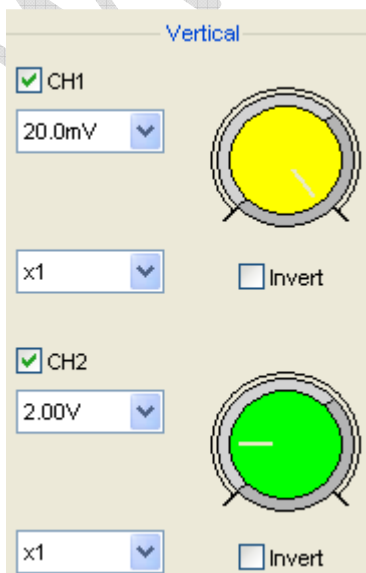 Vertical
CH1
20.0mV
x1
Invert
CH2
2.00V
x1
Invert